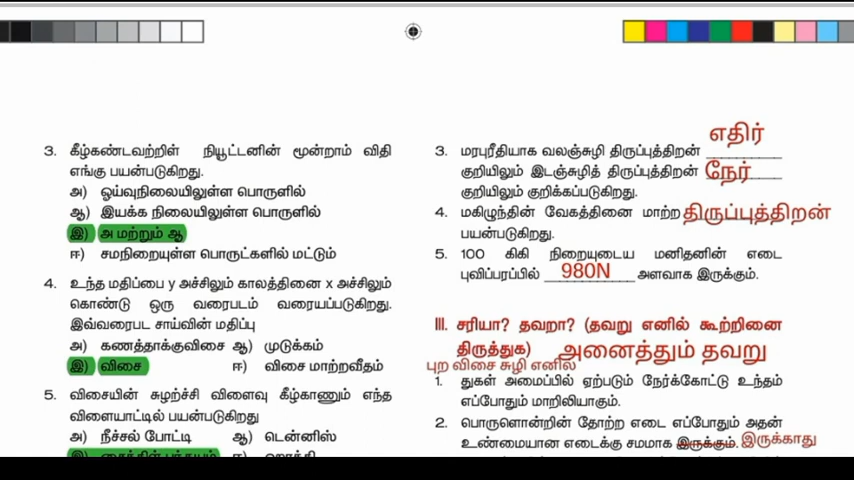 3. கீழ்கண்டவற்றிள் நியூட்டனின் மூன்றாம் விதி
எங்கு பயன்படுகிறது.
அ) ஓய்வுநிலையிலுள்ள பொருளில்
ஆ) இயக்க நிலையிலுள்ள பொருளில்
இ) அ மற்றும் ஆ
ஈ) சமநிறையுள்ள பொருட்களில் மட்டும்
4. உந்த மதிப்பை y அச்சிலும் காலத்தினை x அச்சிலும்
கொண்டு ஒரு வரைபடம் வரையப்படுகிறது.
இவ்வரைபட சாய்வின் மதிப்பு
அ) கணத்தாக்குவிசை ஆ) முடுக்கம்
இ) விசை ஈ) விசை மாற்றவீதம்
5. விசையின் சுழற்ச்சி விளைவு கீழ்காணும் எந்த
விளையாட்டில் பயன்படுகிறது
அ) நீச்சல் போட்டி ஆ) டென்னிஸ்
எதிர்
3. மரபுரீதியாக வலஞ்சுழி திருப்புத்திறன் ________
குறியிலும் இடஞ்சுழித் திருப்புத்திறன் நேர்
குறியிலும் குறிக்கப்படுகிறது.
4. மகிழுந்தின் வேகத்தினை மாற்ற திருப்புத்திறன்
பயன்படுகிறது.
5. 100 கிகி நிறையுடைய மனிதனின் எடை
புவிப்பரப்பில் 980N அளவாக இருக்கும்.
III. சரியா? தவறா? (தவறு எனில் கூற்றினை
திருத்துக) அனைத்தும் தவறு
புற விசை சுழி எனில்
1. துகள் அமைப்பில் ஏற்படும் நேர்க்கோட்டு உந்தம்
எப்போதும் மாறிலியாகும்.
2. பொருளொன்றின் தோற்ற எடை எப்போதும் அதன்
உண்மையான எடைக்கு சமமாக இருக்கும். இருக்காது